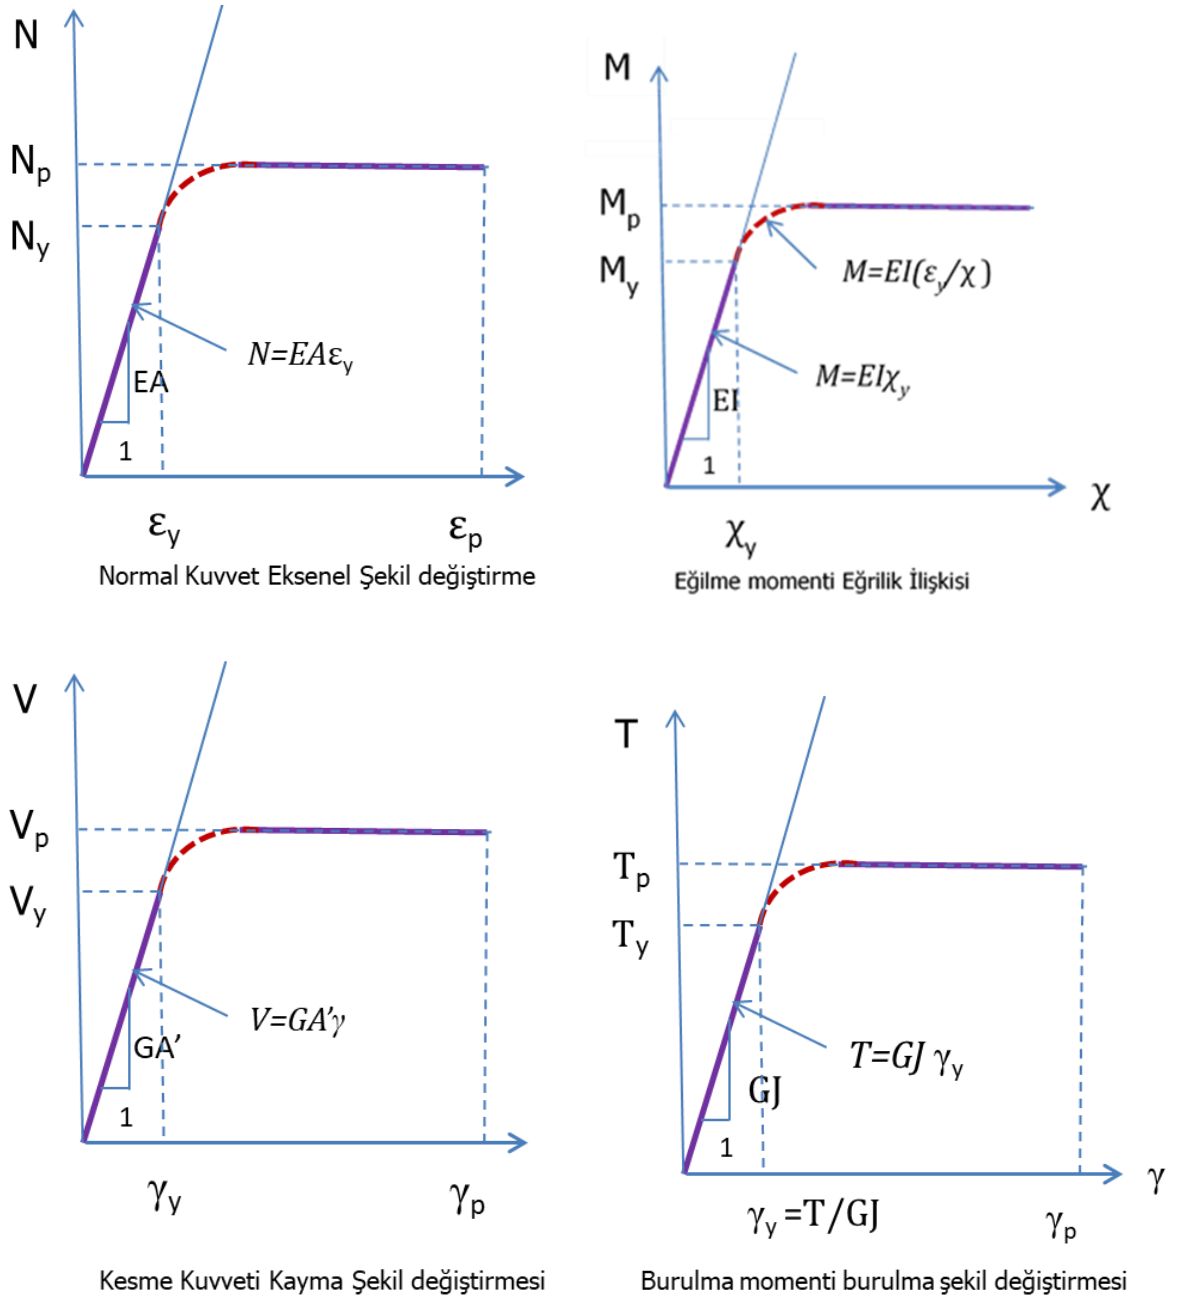 N
Np
Ny
N=EAεy
EA
1
εy
εp
Normal Kuvvet Eksenel Şekil değiştirme
M
Mp
My
M=EI(εy/χ)
M=EIχy
EI
1
χ
χy
Eğilme momenti Eğrilik İlişkisi
V
Vp
Vy
V=GA'γ
GA’
1
γy
γp
Kesme Kuvveti Kayma Şekil değiştirmesi
T
Tp
Ty
T=GJ γy
GJ
1
γ
γy =T/GJ
γp
Burulma momenti burulma şekil değiştirmesi